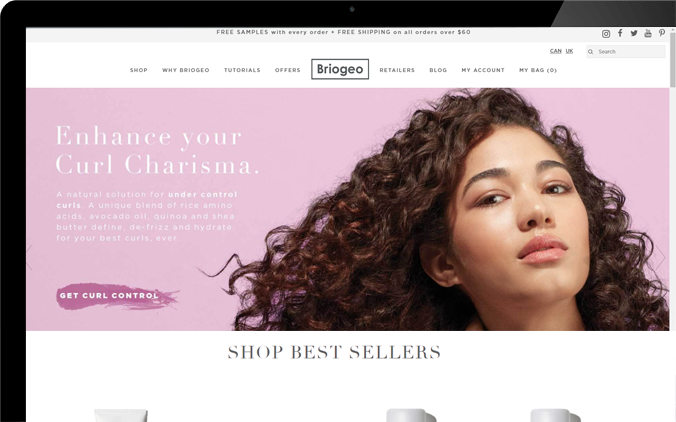 FREE SAMPLES with every order + FREE SHIPPING on all orders over $60
CAN UK
Search
SHOP WHY BRIOGEO TUTORIALS OFFERS Briogeo RETAILERS BLOG MY ACCOUNT MY BAG (0)
Enhance your
Curl Charisma.
A natural solution for under control
curls. A unique blend of rice amino
acids, avocado oil, quinoa and shea
butter define, de-frizz and hydrate
for your best curls, ever.
GET CURL CONTROL
SHOP BEST SELLERS